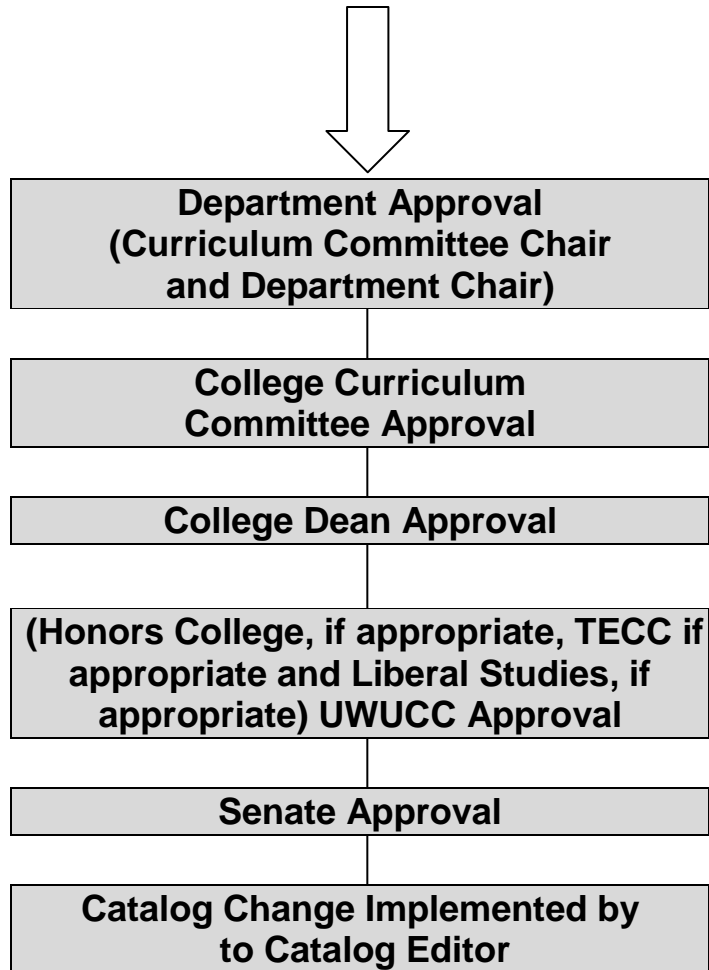 Department Approval
(Curriculum Committee Chair
and Department Chair)
College Curriculum
Committee Approval
College Dean Approval
(Honors College, if appropriate, TECC if
appropriate and Liberal Studies, if
appropriate) UWUCC Approval
Senate Approval
Catalog Change Implemented by
to Catalog Editor